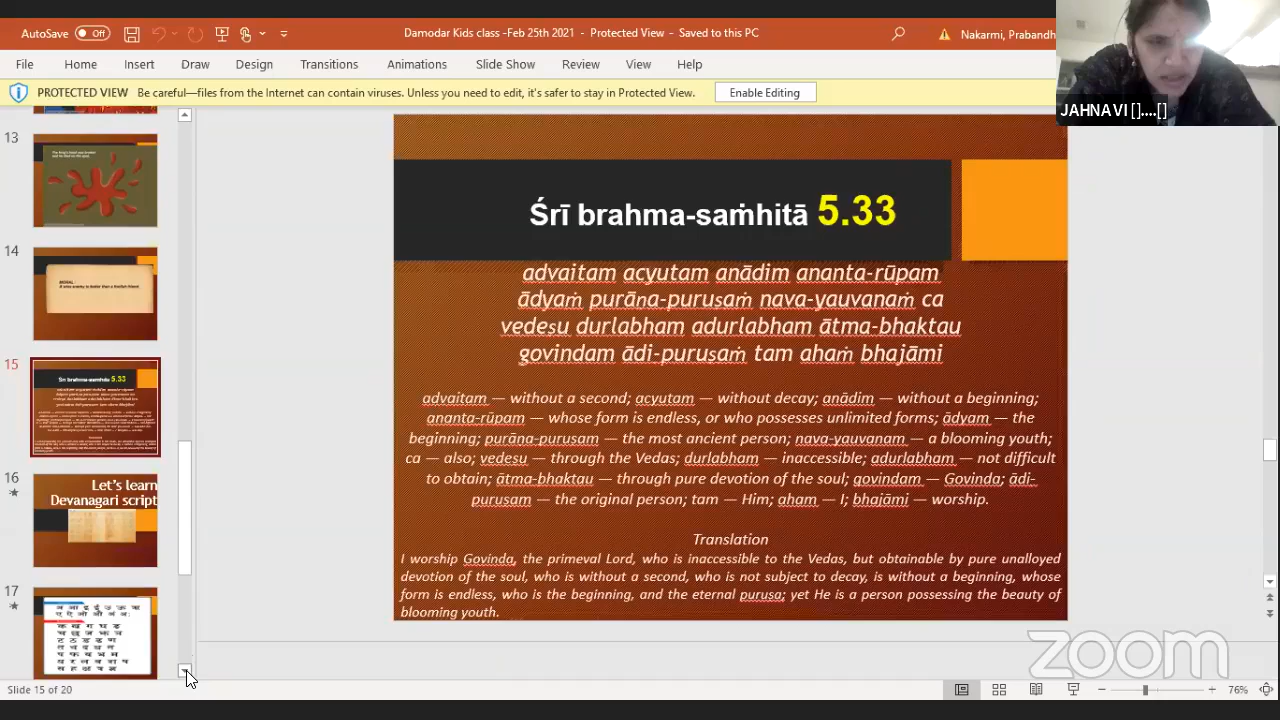 AutoSave Off Damodar Kids class -Feb 25th 2021 - Protected View - Saved to this PC Nakarmi, Prabandh
File Home Insert Draw Design Transitions Animations Slide Show Review View Help
PROTECTED VIEW Be careful—files from the Internet can contain viruses. Unless you need to edit, it's safer to stay in Protected View. Enable Editing
JAHNAVI []....[]
13
14
15
16
Let's learn
Devanagari script
17
Śrī brahma-saṁhitā 5.33
advaitam acyutam anādim ananta-rūpam
ādyaṁ purāna-puruṣaṁ nava-yauvanaṁ ca
vedeṣu durlabham adurlabham ātma-bhaktau
govindam ādi-puruṣaṁ tam ahaṁ bhajāmi
advaitam — without a second; acyutam — without decay; anādim — without a beginning;
ananta-rūpam — whose form is endless, or who possesses unlimited forms; ādyam — the
beginning; purāna-puruṣam — the most ancient person; nava-yauvanam — a blooming youth;
ca — also; vedeṣu — through the Vedas; durlabham — inaccessible; adurlabham — not difficult
to obtain; ātma-bhaktau — through pure devotion of the soul; govindam — Govinda; ādi-
puruṣam — the original person; tam — Him; aham — I; bhajāmi — worship.
Translation
I worship Govinda, the primeval Lord, who is inaccessible to the Vedas, but obtainable by pure unalloyed
devotion of the soul, who is without a second, who is not subject to decay, is without a beginning, whose
form is endless, who is the beginning, and the eternal puruṣa; yet He is a person possessing the beauty of
blooming youth.
zoom
Slide 15 of 20 76%